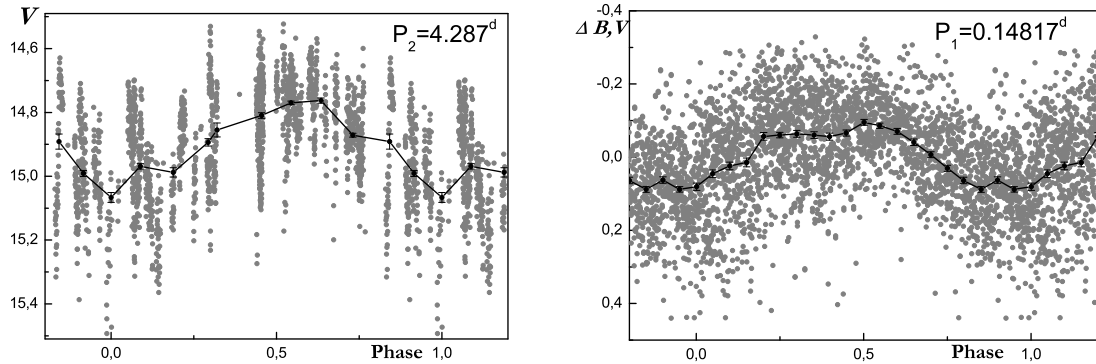 V
P₂=4.287ᵈ
14,6
14,8
15,0
15,2
15,4
0,0
0,5
Phase
1,0
Δ B,V
P₁=0.14817ᵈ
-0,4
-0,2
0,0
0,2
0,4
0,0
0,5
Phase
1,0